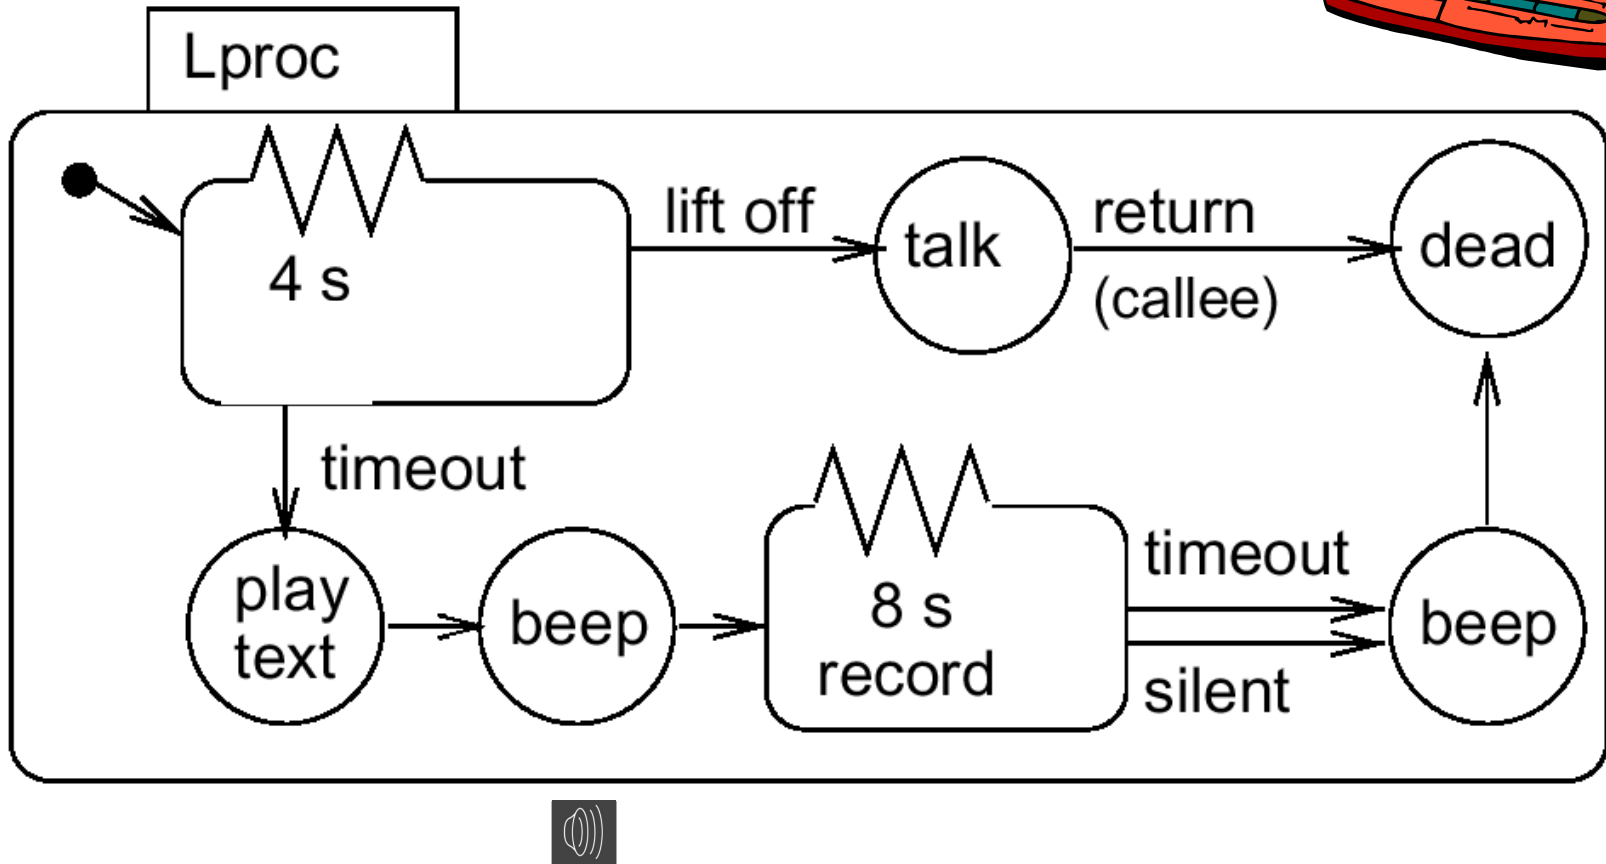 Lproc
4 s
lift off
talk
return
(callee)
dead
timeout
play
text
beep
8 s
record
timeout
silent
beep